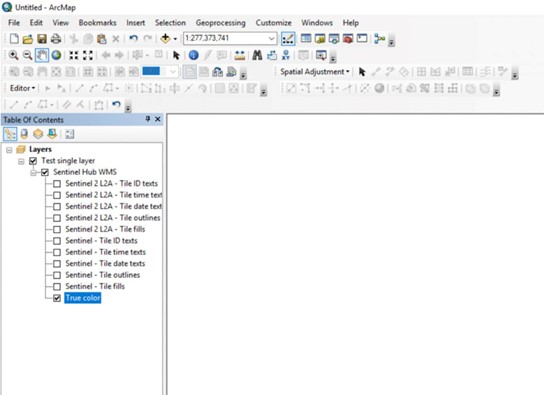 Untitled - ArcMap
File Edit View Bookmarks Insert Selection Geoprocessing Customize Windows Help
1:277,373,741
Spatial Adjustment
Editor
Table Of Contents
Layers
Test single layer
Sentinel Hub WMS
Sentinel 2 L2A - Tile ID texts
Sentinel 2 L2A - Tile time text
Sentinel 2 L2A - Tile date text
Sentinel 2 L2A - Tile outlines
Sentinel 2 L2A - Tile fills
Sentinel - Tile ID texts
Sentinel - Tile time texts
Sentinel - Tile date texts
Sentinel - Tile outlines
Sentinel - Tile fills
True color